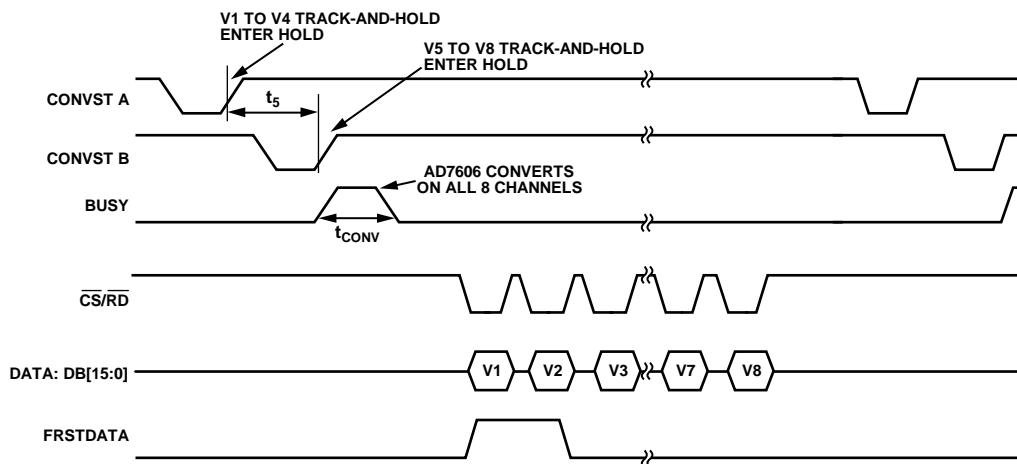 V1 TO V4 TRACK-AND-HOLD
ENTER HOLD
V5 TO V8 TRACK-AND-HOLD
ENTER HOLD
CONVST A
t5
CONVST B
AD7606 CONVERTS
ON ALL 8 CHANNELS
BUSY
tCONV
CS/RD
DATA: DB[15:0]
V1
V2
V3
V7
V8
FRSTDATA